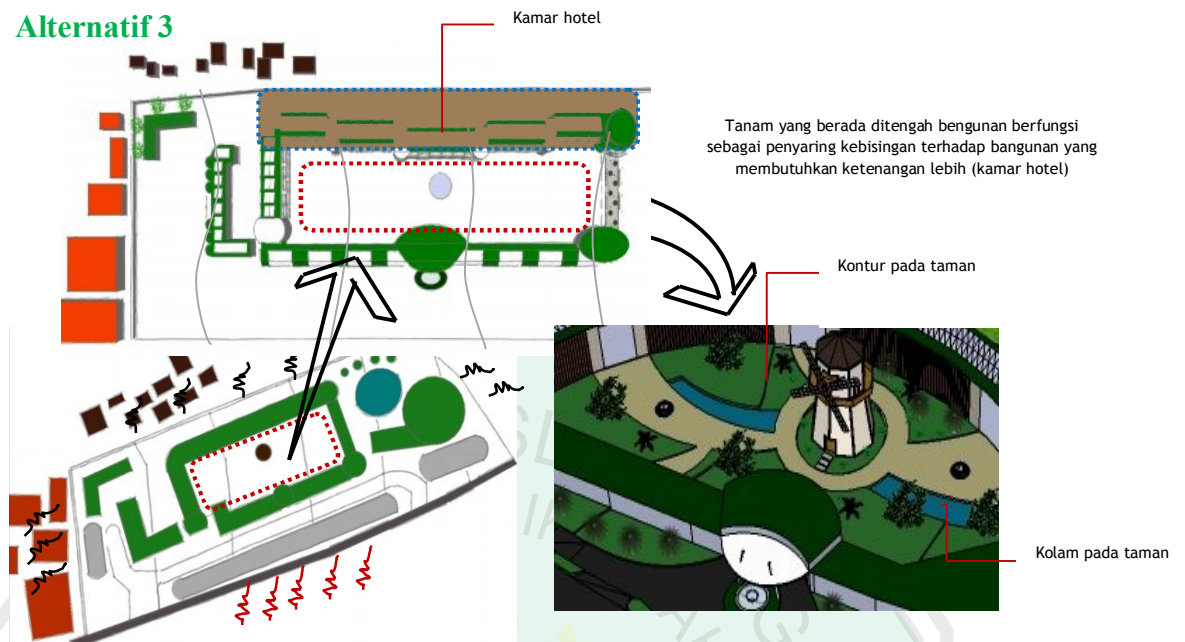 Alternatif 3
Kamar hotel
Tanam yang berada ditengah bengunan berfungsi
sebagai penyaring kebisingan terhadap bangunan yang
membutuhkan ketenangan lebih (kamar hotel)
Kontur pada taman
Kolam pada taman